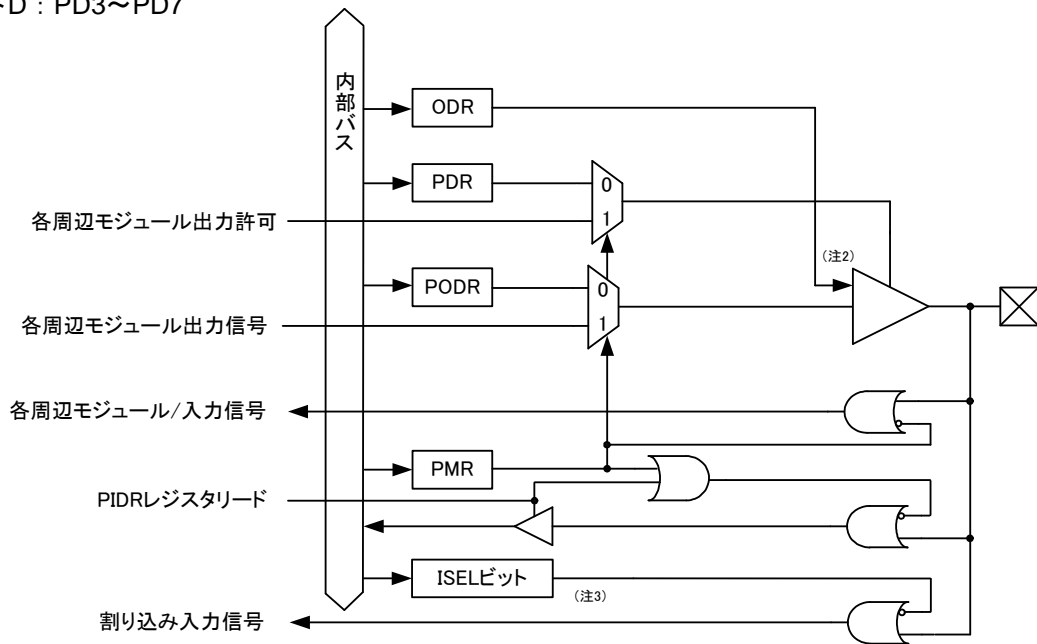 D : PD3~PD7
内部バス
ODR
PDR
0
1
各周辺モジュール出力許可
(注2)
PODR
0
1
各周辺モジュール出力信号
各周辺モジュール/入力信号
PMR
PIDRレジスタリード
ISELビット
(注3)
割り込み入力信号